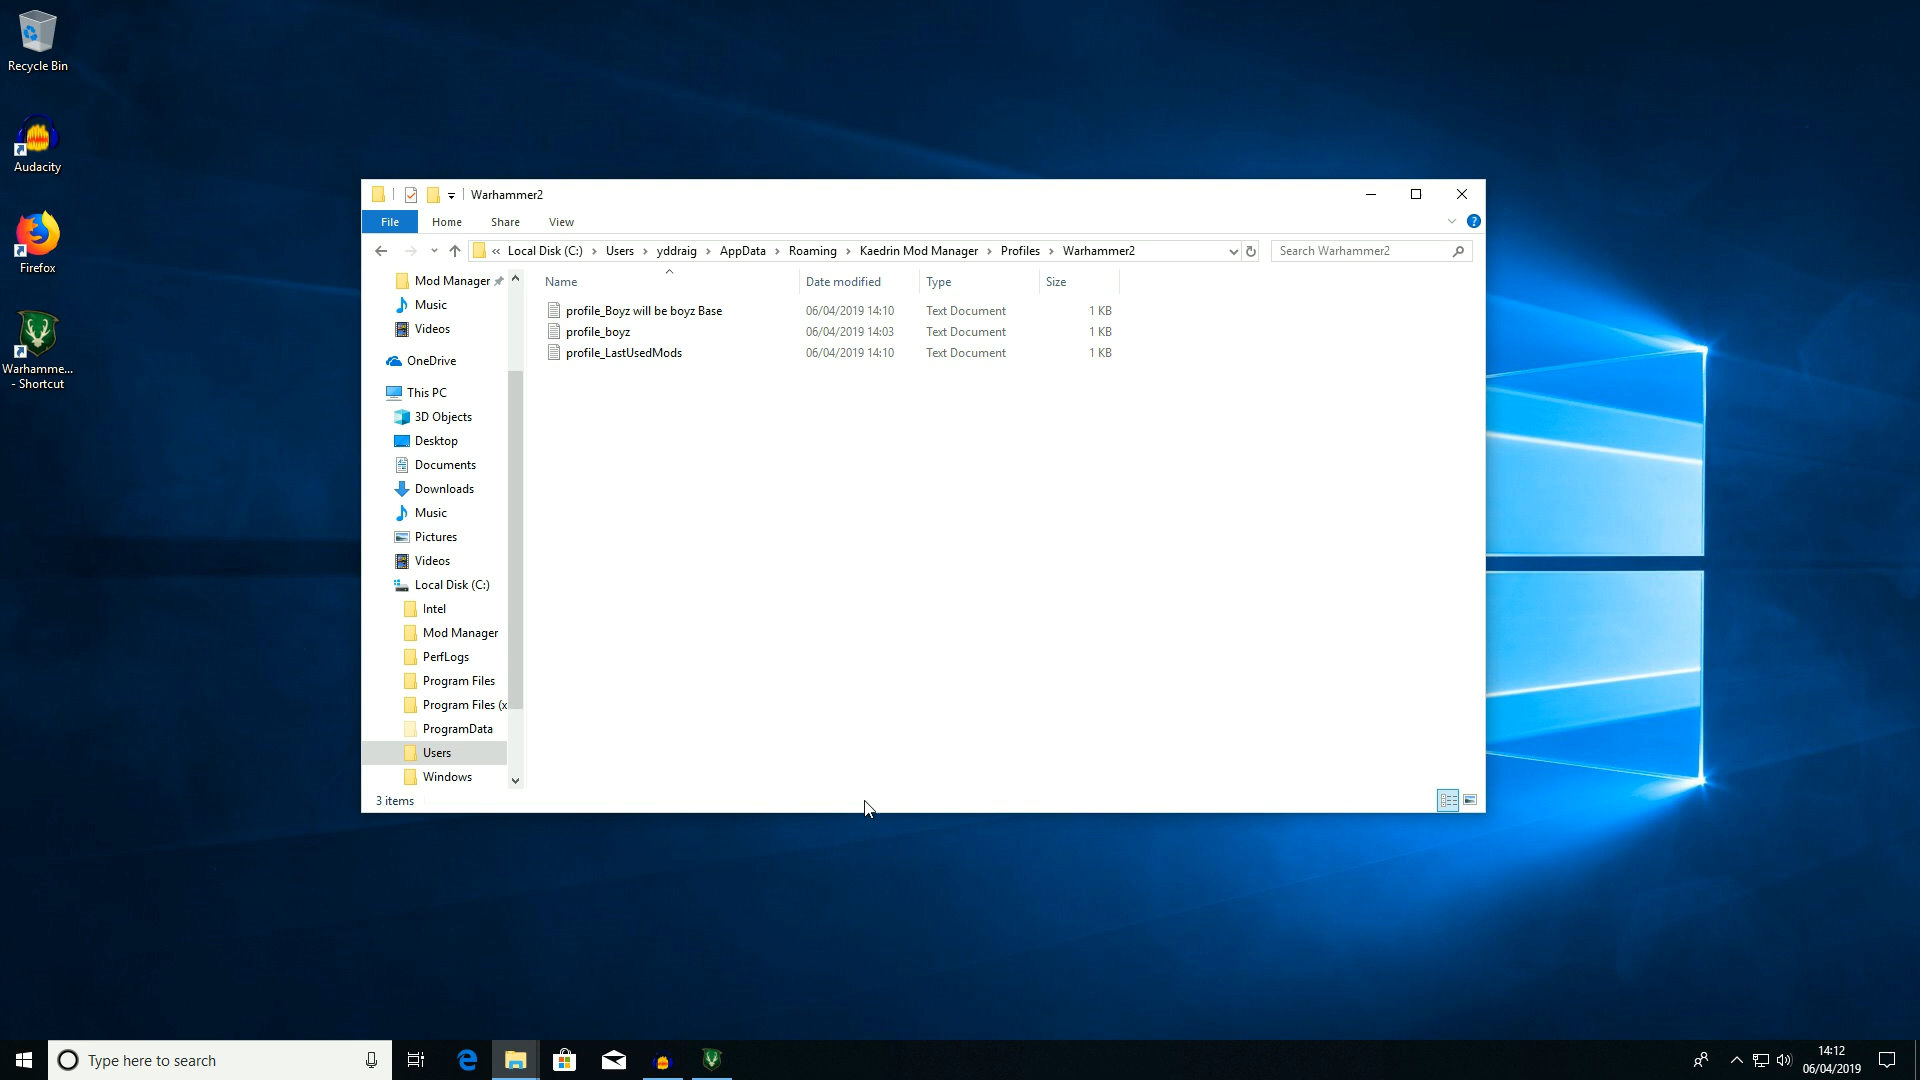 Recycle Bin
Audacity
Firefox
Warhamme...
- Shortcut
Warhammer2
File Home Share View
« Local Disk (C:) › Users › yddraig › AppData › Roaming › Kaedrin Mod Manager › Profiles › Warhammer2
Search Warhammer2
Mod Manager
Music
Videos
OneDrive
This PC
3D Objects
Desktop
Documents
Downloads
Music
Pictures
Videos
Local Disk (C:)
Intel
Mod Manager
PerfLogs
Program Files
Program Files (x
ProgramData
Users
Windows
Name Date modified Type Size
profile_Boyz will be boyz Base 06/04/2019 14:10 Text Document 1 KB
profile_boyz 06/04/2019 14:03 Text Document 1 KB
profile_LastUsedMods 06/04/2019 14:10 Text Document 1 KB
3 items
Type here to search
14:12
06/04/2019